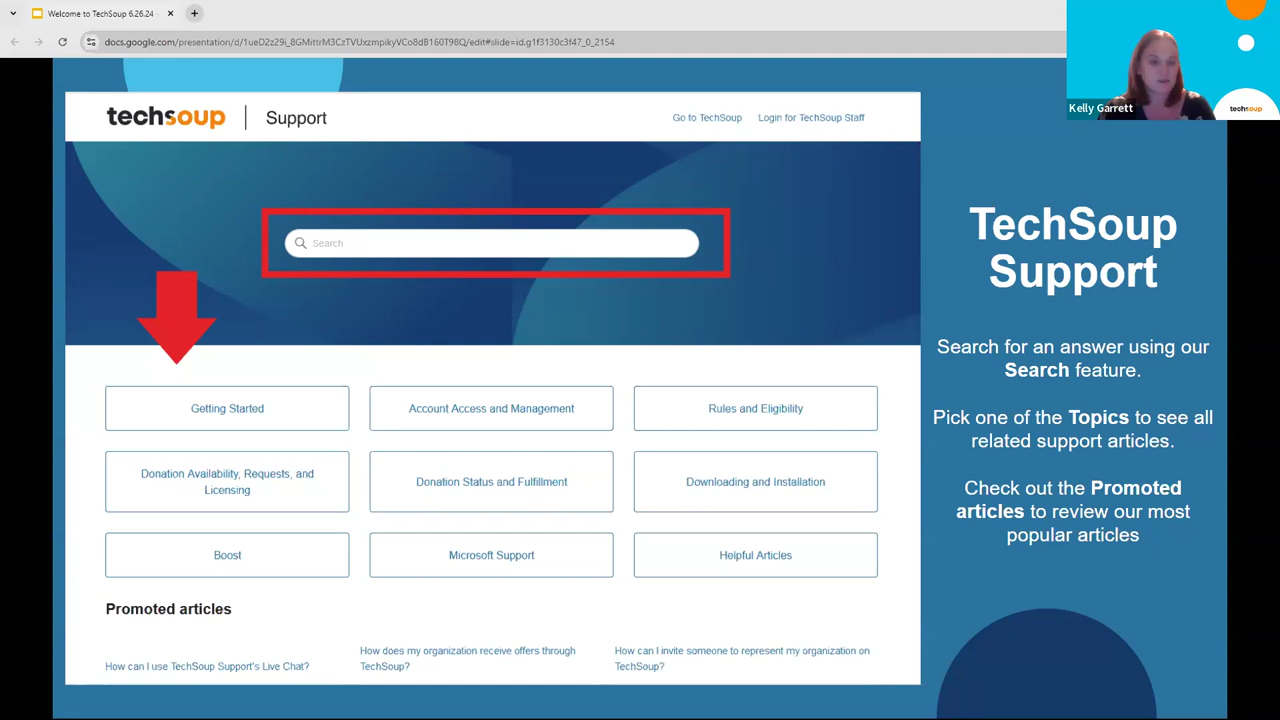 Welcome to TechSoup 6.26.24 -
docs.google.com/presentation/d/1ueD2z29i_8GMittrM3CzTVUxzmpikyVCo8dB160T98Q/edit#slide=id.g1f3130c3f47_0_2154
Kelly Garrett
techsoup
techsoup
Support
Go to TechSoup
Login for TechSoup Staff
Search
Getting Started
Account Access and Management
Rules and Eligibility
Donation Availability, Requests, and
Licensing
Donation Status and Fulfillment
Downloading and Installation
Boost
Microsoft Support
Helpful Articles
Promoted articles
How can I use TechSoup Support's Live Chat?
How does my organization receive offers through
TechSoup?
How can I invite someone to represent my organization on
TechSoup?
TechSoup
Support
Search for an answer using our
Search feature.
Pick one of the Topics to see all
related support articles.
Check out the Promoted
articles to review our most
popular articles